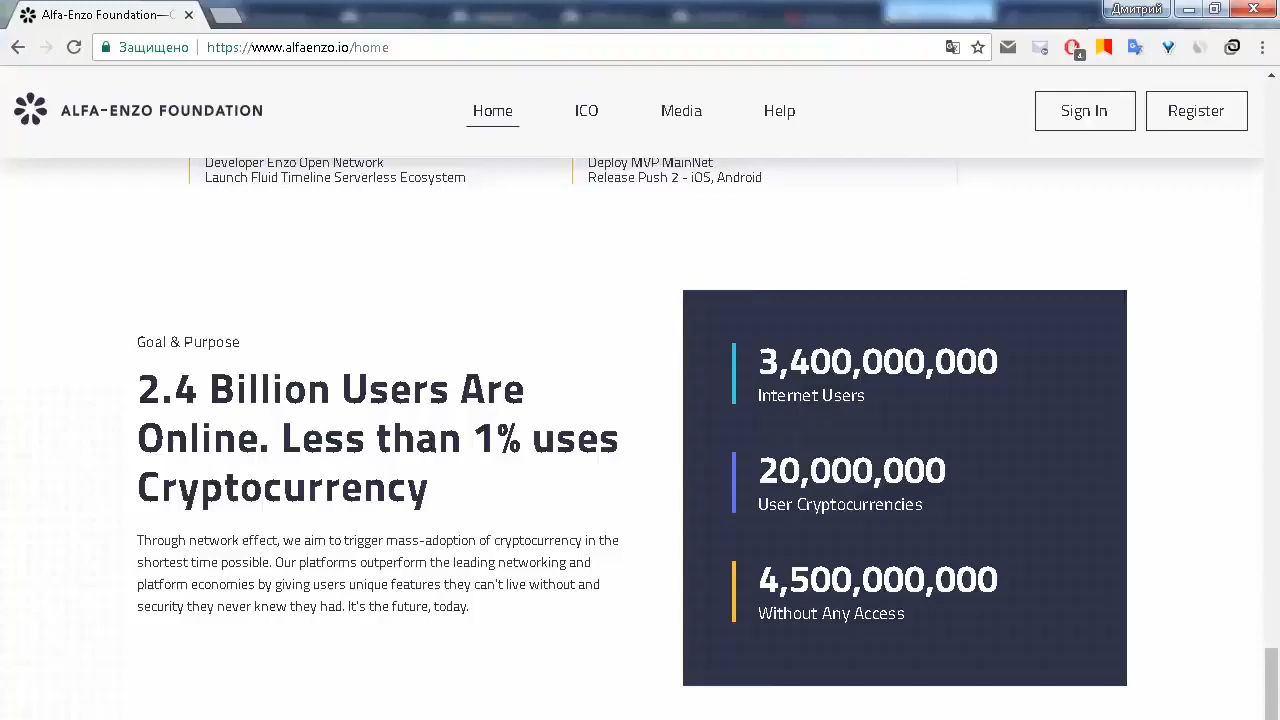 Alfa-Enzo Foundation—
Дмитрий
Защищено
https://www.alfaenzo.io/home
4
ALFA-ENZO FOUNDATION
Home
ICO
Media
Help
Sign In
Register
Developer Enzo Open Network
Launch Fluid Timeline Serverless Ecosystem
Deploy MVP MainNet
Release Push 2 - iOS, Android
Goal & Purpose
2.4 Billion Users Are
Online. Less than 1% uses
Cryptocurrency
Through network effect, we aim to trigger mass-adoption of cryptocurrency in the
shortest time possible. Our platforms outperform the leading networking and
platform economies by giving users unique features they can't live without and
security they never knew they had. It's the future, today.
3,400,000,000
Internet Users
20,000,000
User Cryptocurrencies
4,500,000,000
Without Any Access